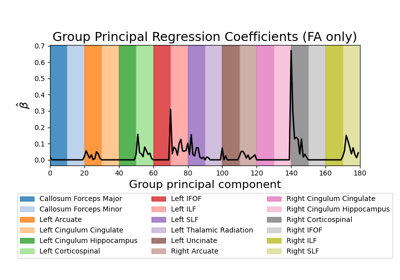 Group Principal Regression Coefficients (FA only)
0.7
0.6
0.5
0.4
0.3
0.2
0.1
0.0
β̂
0 20 40 60 80 100 120 140 160 180
Group principal component
Callosum Forceps Major Left IFOF Right Cingulum Cingulate
Callosum Forceps Minor Left ILF Right Cingulum Hippocampus
Left Arcuate Left SLF Right Corticospinal
Left Cingulum Cingulate Left Thalamic Radiation Right IFOF
Left Cingulum Hippocampus Left Uncinate Right ILF
Left Corticospinal Right Arcuate Right SLF